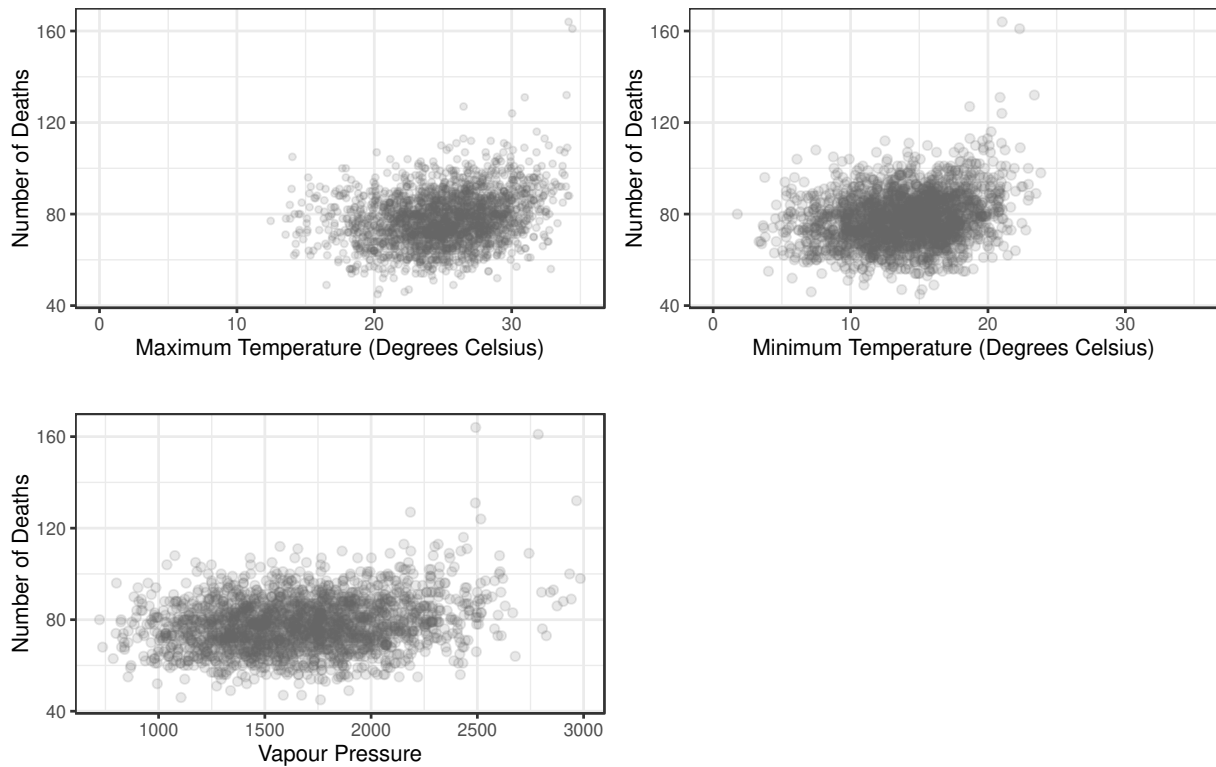 160
120
80
40
Number of Deaths
0 10 20 30
Maximum Temperature (Degrees Celsius)
160
120
80
40
Number of Deaths
0 10 20 30
Minimum Temperature (Degrees Celsius)
160
120
80
40
Number of Deaths
1000 1500 2000 2500 3000
Vapour Pressure